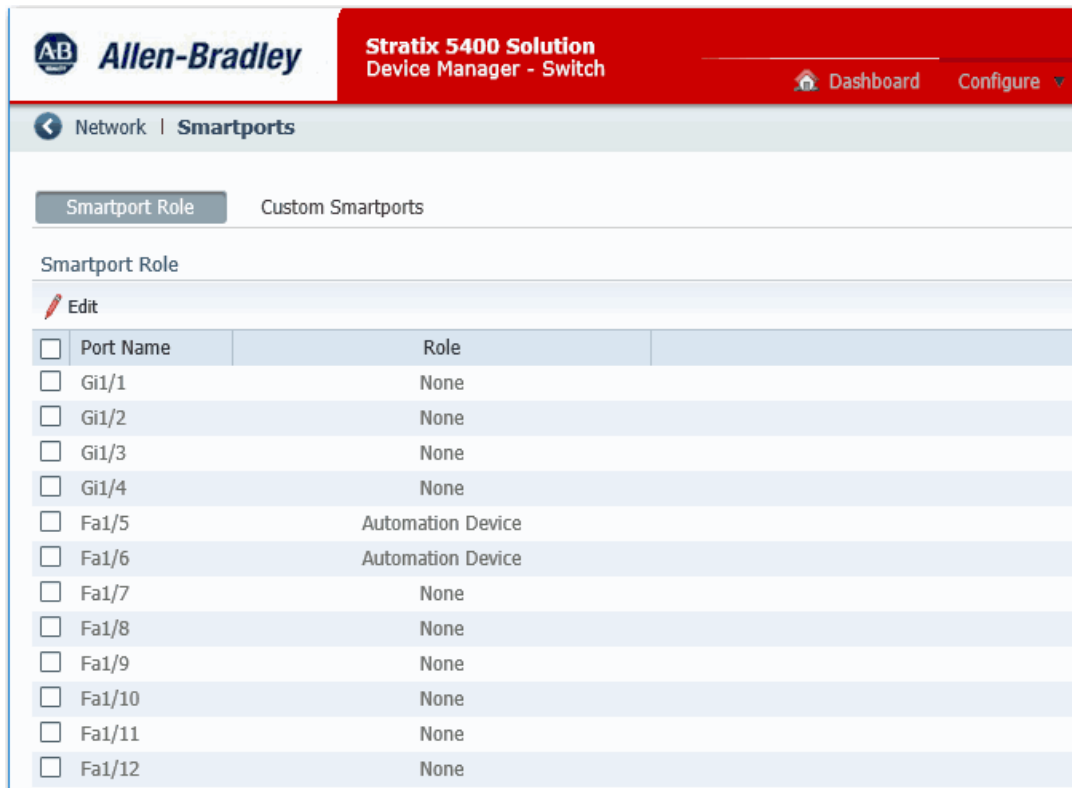 AB
Allen-Bradley
Stratix 5400 Solution
Device Manager - Switch
Dashboard Configure
Network | Smartports
Smartport Role Custom Smartports
Smartport Role
Edit
Port Name Role
Gi1/1 None
Gi1/2 None
Gi1/3 None
Gi1/4 None
Fa1/5 Automation Device
Fa1/6 Automation Device
Fa1/7 None
Fa1/8 None
Fa1/9 None
Fa1/10 None
Fa1/11 None
Fa1/12 None